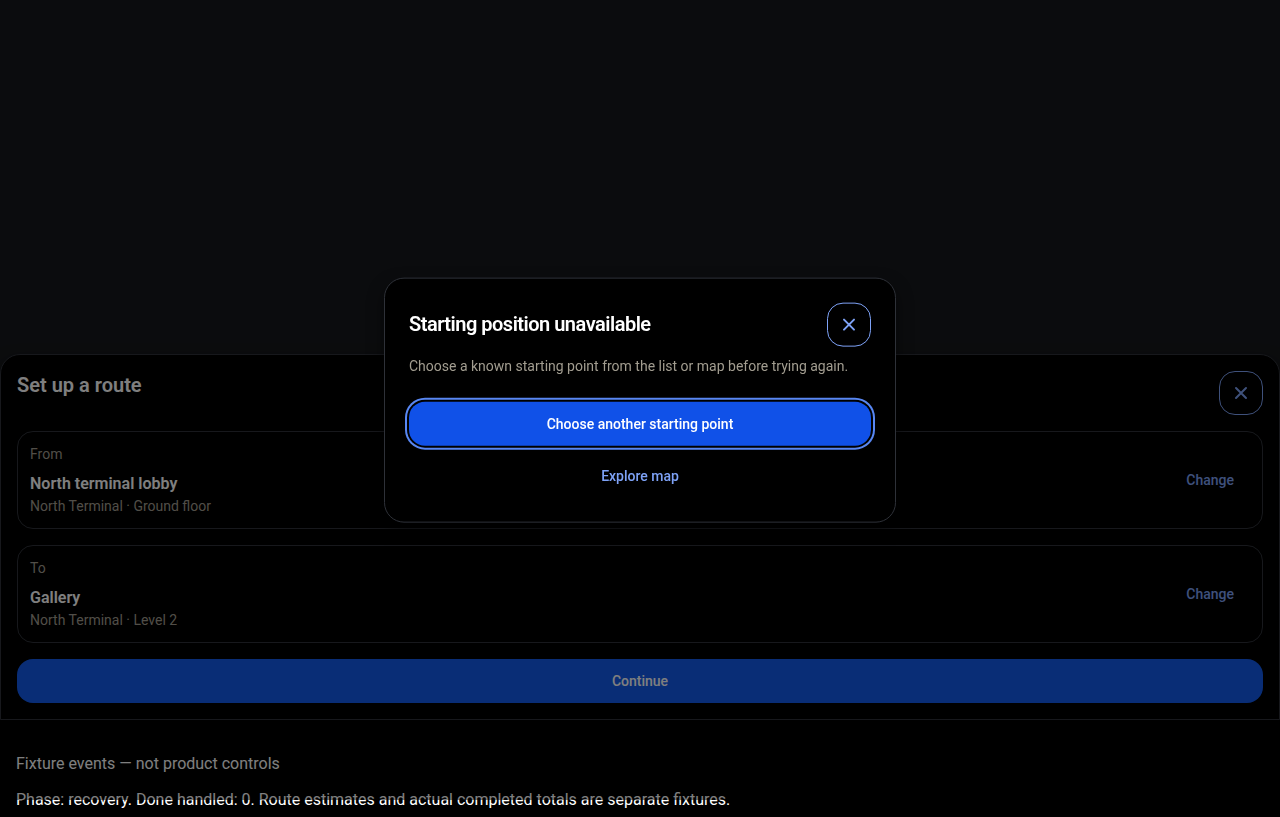 Starting position unavailable
Choose a known starting point from the list or map before trying again.
Choose another starting point
Explore map
Set up a route
From
North terminal lobby
North Terminal · Ground floor
Change
To
Gallery
North Terminal · Level 2
Change
Continue
Fixture events — not product controls
Phase: recovery. Done handled: 0. Route estimates and actual completed totals are separate fixtures.